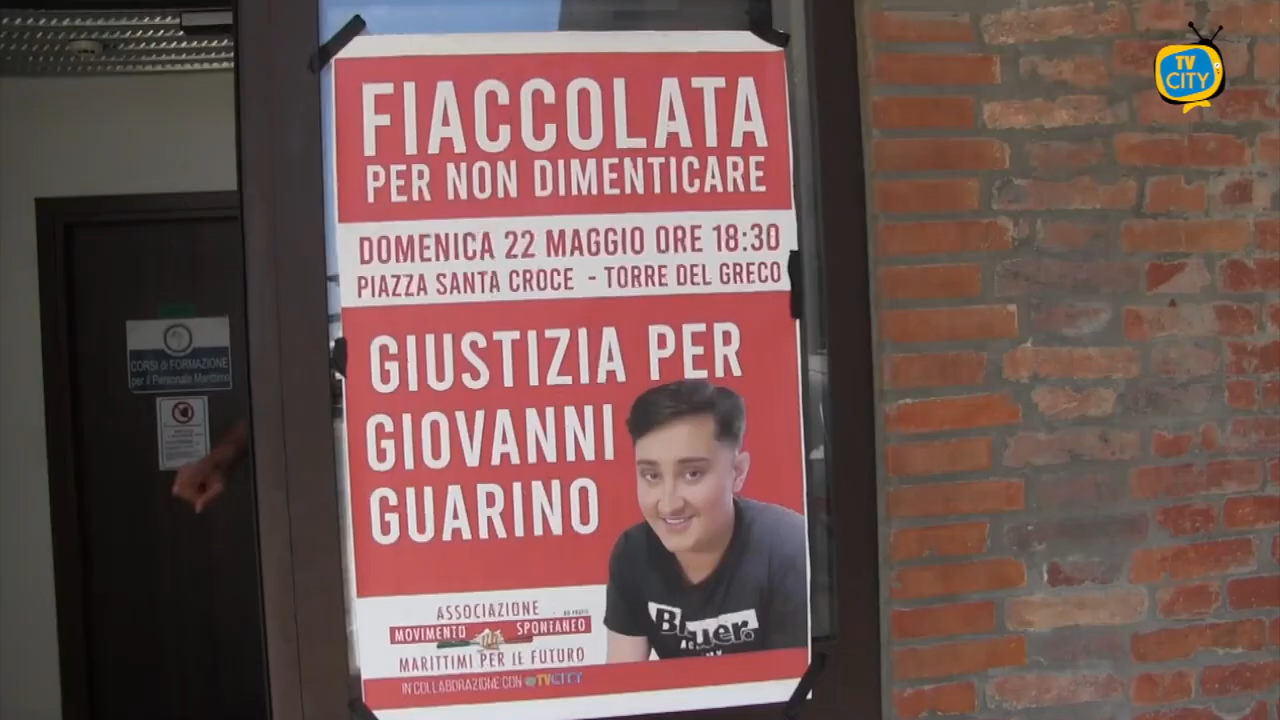 TV
CITY
FIACCOLATA
PER NON DIMENTICARE
DOMENICA 22 MAGGIO ORE 18:30
PIAZZA SANTA CROCE - TORRE DEL GRECO
GIUSTIZIA PER
GIOVANNI
GUARINO
ASSOCIAZIONE
MOVIMENTO SPONTANEO
MARITTIMI PER IL FUTURO
IN COLLABORAZIONE CON TVCITY
CORSI di FORMAZIONE
per il Personale Marittimo